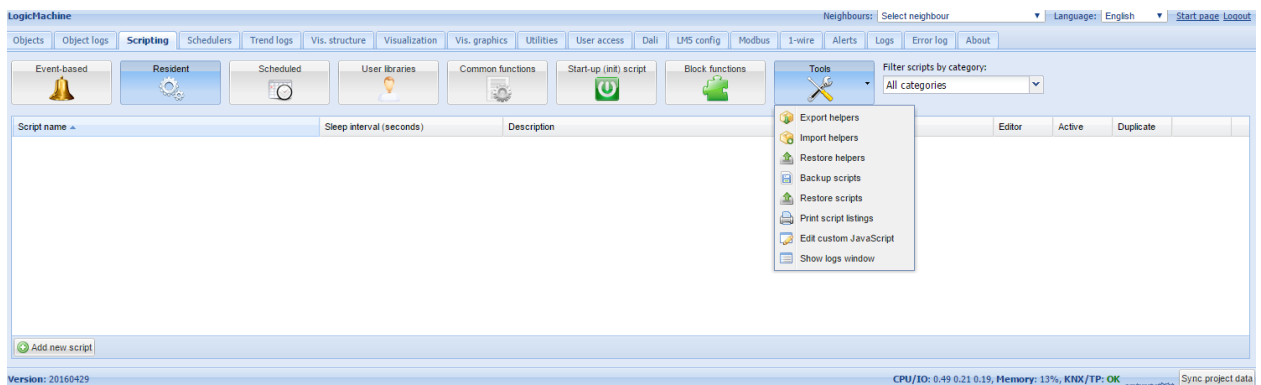 LogicMachine Neighbours: Select neighbour Language: English Start page Logout
Objects Object logs Scripting Schedulers Trend logs Vis. structure Visualization Vis. graphics Utilities User access Dali LM5 config Modbus 1-wire Alerts Logs Error log About
Event-based Resident Scheduled User libraries Common functions Start-up (init) script Block functions Tools Filter scripts by category:
All categories
Script name Sleep interval (seconds) Description Editor Active Duplicate
Export helpers
Import helpers
Restore helpers
Backup scripts
Restore scripts
Print script listings
Edit custom JavaScript
Show logs window
Add new script
Version: 20160429 CPU/IO: 0.49 0.21 0.19, Memory: 13%, KNX/TP: OK Sync project data